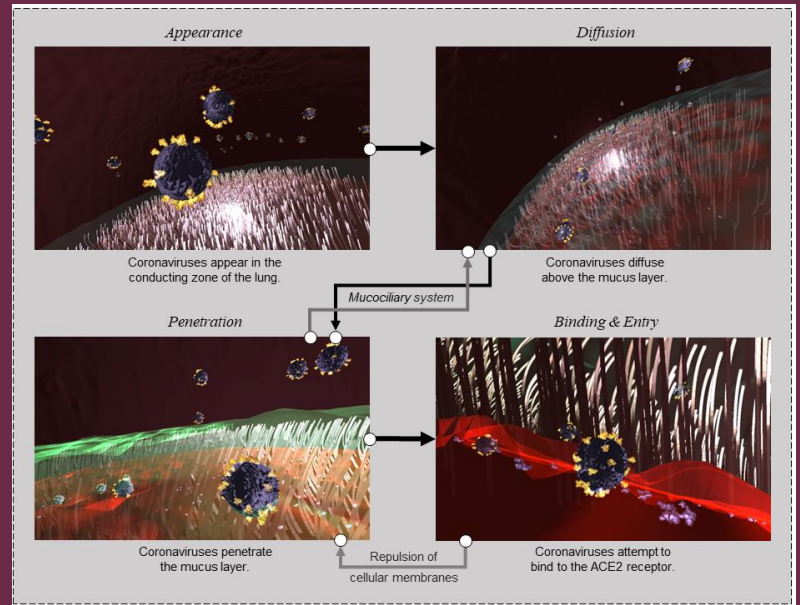 Appearance
Diffusion
Coronaviruses appear in the
conducting zone of the lung.
Coronaviruses diffuse
above the mucus layer.
Mucociliary system
Penetration
Binding & Entry
Coronaviruses penetrate
the mucus layer.
Repulsion of
cellular membranes
Coronaviruses attempt to
bind to the ACE2 receptor.